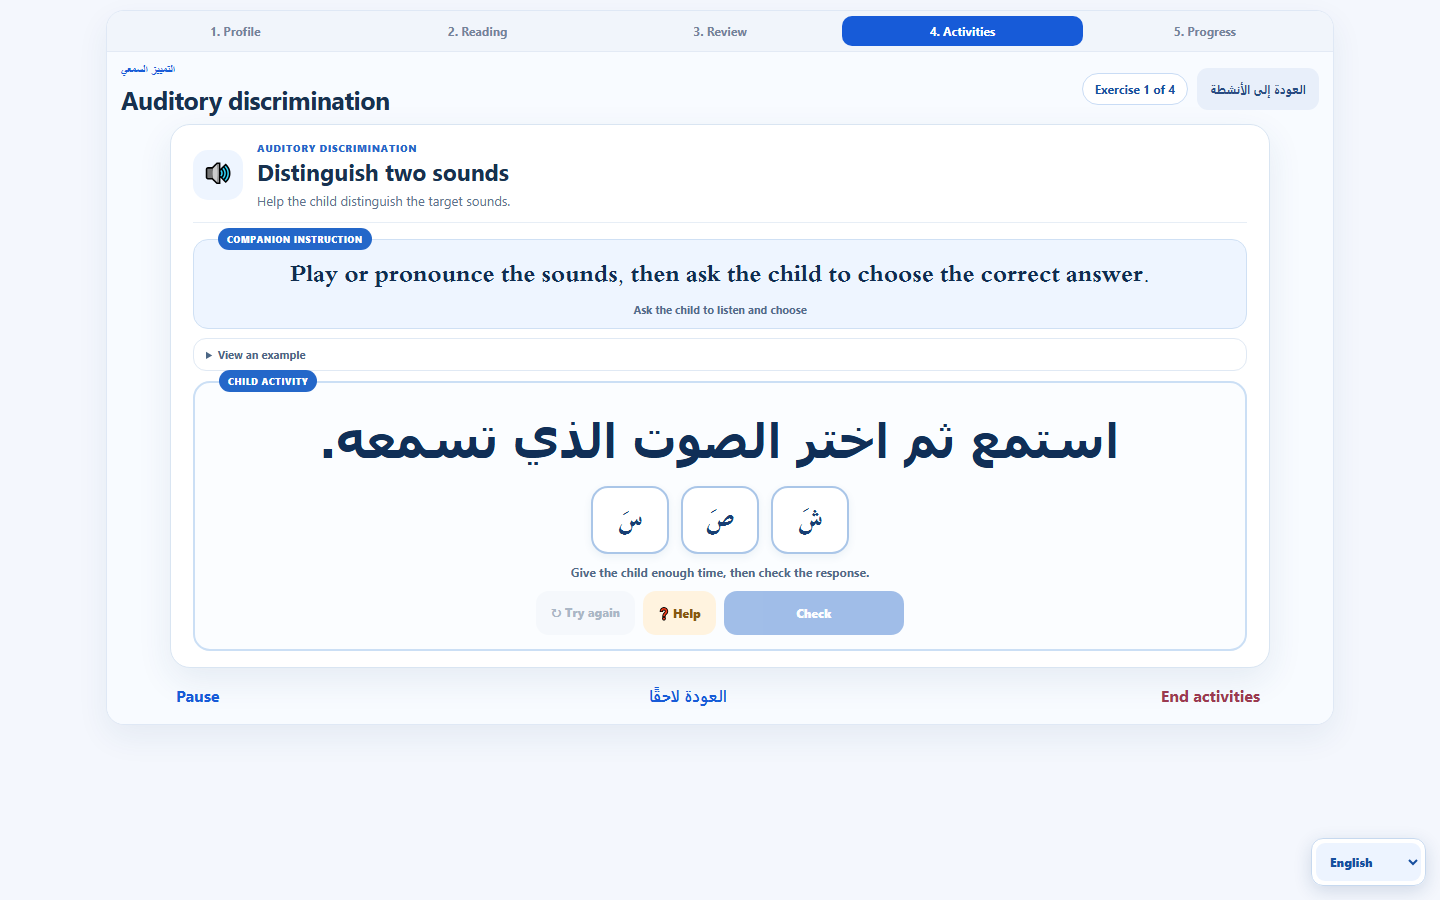 1. Profile
2. Reading
3. Review
4. Activities
5. Progress
التمييز السمعي
Auditory discrimination
Exercise 1 of 4
العودة إلى الأنشطة
AUDITORY DISCRIMINATION
Distinguish two sounds
Help the child distinguish the target sounds.
COMPANION INSTRUCTION
Play or pronounce the sounds, then ask the child to choose the correct answer.
Ask the child to listen and choose
View an example
CHILD ACTIVITY
استمع ثم اختر الصوت الذي تسمعه.
سَ
صَ
شَ
Give the child enough time, then check the response.
Try again
Help
Check
Pause
العودة لاحقًا
End activities
English